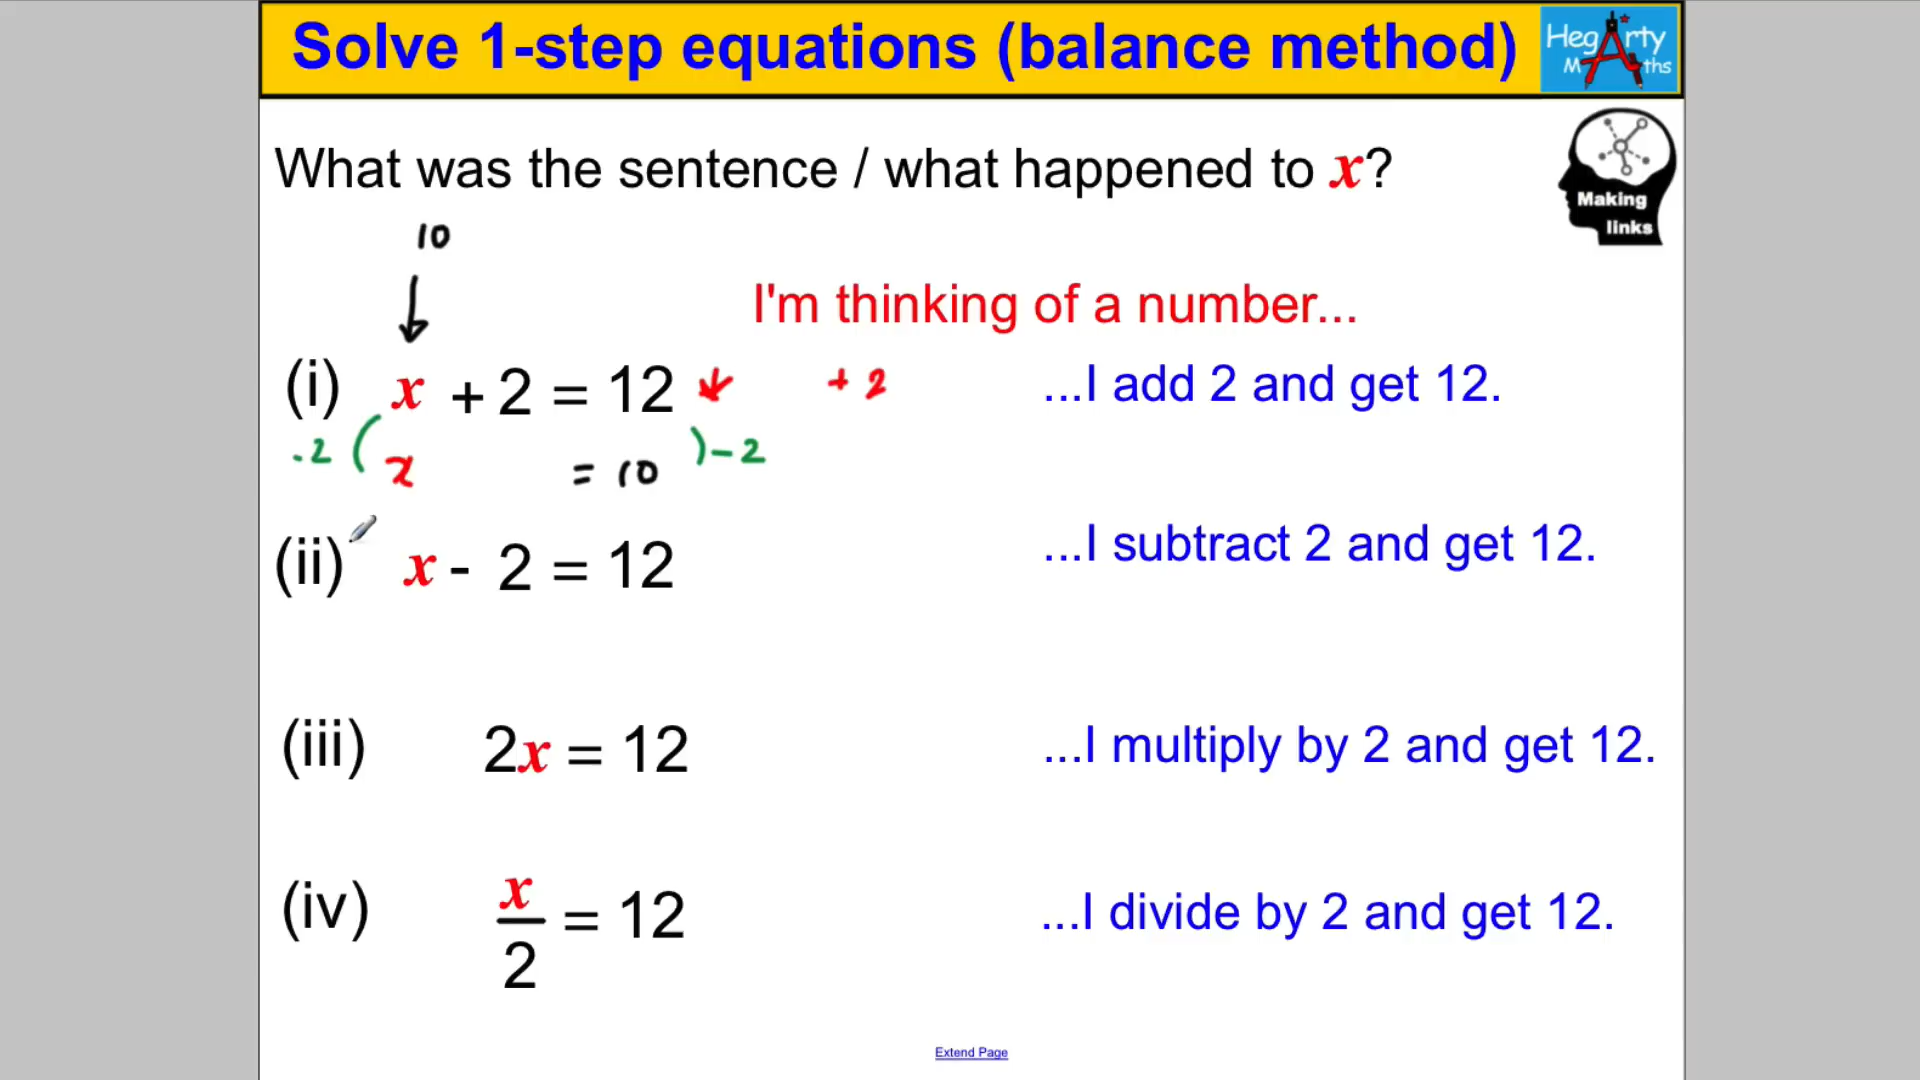 Solve 1-step equations (balance method)
Hegarty
Maths
What was the sentence / what happened to x?
Making
links
10
I'm thinking of a number...
(i) x + 2 = 12 + 2 ...I add 2 and get 12.
-2 ( x = 10 ) -2
(ii) x - 2 = 12 ...I subtract 2 and get 12.
(iii) 2x = 12 ...I multiply by 2 and get 12.
(iv) x/2 = 12 ...I divide by 2 and get 12.
Extend Page